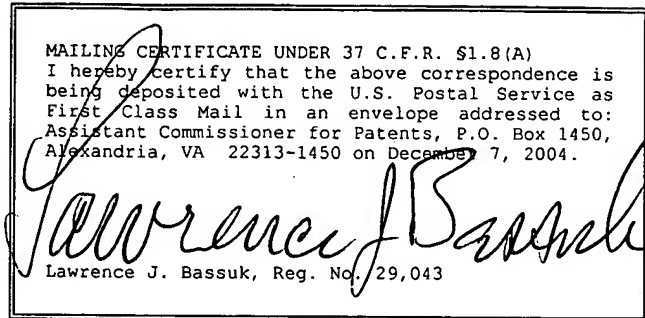 MAILING CERTIFICATE UNDER 37 C.F.R. §1.8(A)
I hereby certify that the above correspondence is
being deposited with the U.S. Postal Service as
First Class Mail in an envelope addressed to:
Assistant Commissioner for Patents, P.O. Box 1450,
Alexandria, VA 22313-1450 on December 7, 2004.
Lawrence J Bassuk
Lawrence J. Bassuk, Reg. No. 29,043